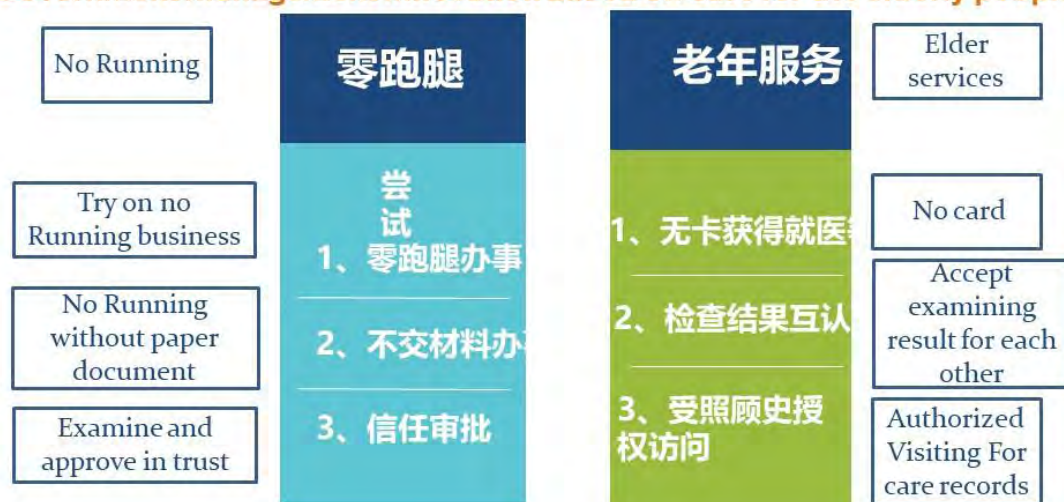 No Running
零跑腿
老年服务
Elder
services
Try on no
Running business
尝
试
1、零跑腿办事
1、无卡获得就医
No card
No Running
without paper
document
2、不交材料办
2、检查结果互认
Accept
examining
result for each
other
Examine and
approve in trust
3、信任审批
3、受照顾史授
权访问
Authorized
Visiting For
care records